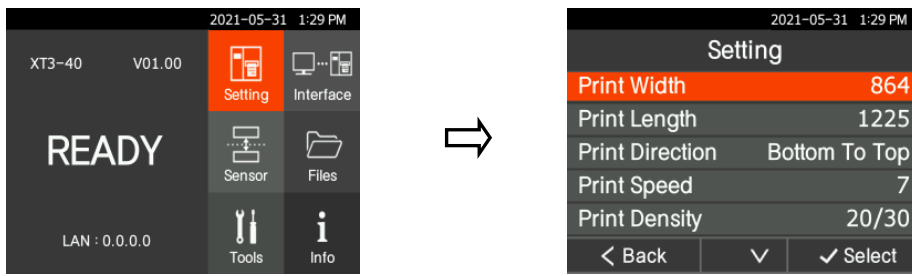 2021-05-31 1:29 PM
XT3-40 V01.00
READY
LAN : 0.0.0.0
Setting
Interface
Sensor
Files
Tools
Info
2021-05-31 1:29 PM
Setting
Print Width 864
Print Length 1225
Print Direction Bottom To Top
Print Speed 7
Print Density 20/30
Back
Select